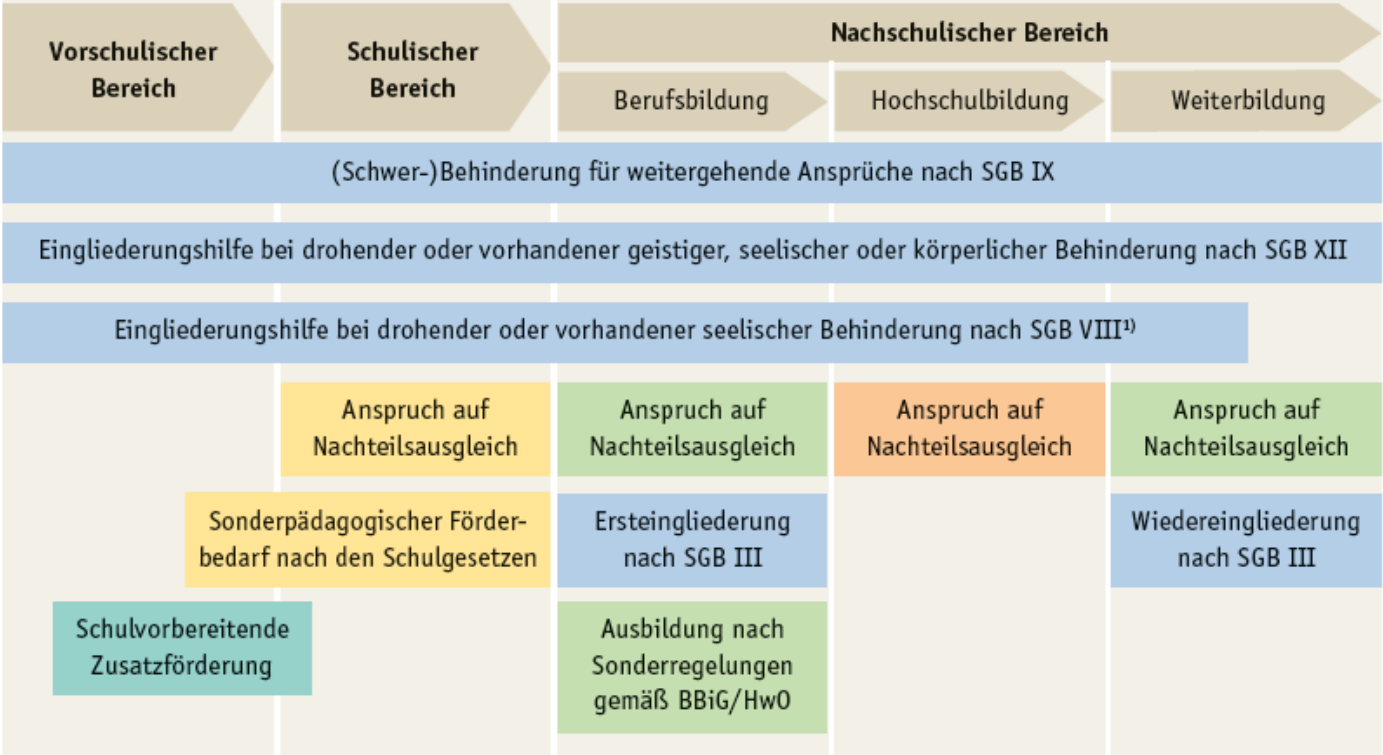 Vorschulischer
Bereich
Schulischer
Bereich
Nachschulischer Bereich
Berufsbildung
Hochschulbildung
Weiterbildung
(Schwer-)Behinderung für weitergehende Ansprüche nach SGB IX
Eingliederungshilfe bei drohender oder vorhandener geistiger, seelischer oder körperlicher Behinderung nach SGB XII
Eingliederungshilfe bei drohender oder vorhandener seelischer Behinderung nach SGB VIII¹⁾
Anspruch auf
Nachteilsausgleich
Anspruch auf
Nachteilsausgleich
Anspruch auf
Nachteilsausgleich
Anspruch auf
Nachteilsausgleich
Sonderpädagogischer Förder-
bedarf nach den Schulgesetzen
Ersteingliederung
nach SGB III
Wiedereingliederung
nach SGB III
Schulvorbereitende
Zusatzförderung
Ausbildung nach
Sonderregelungen
gemäß BBiG/HwO